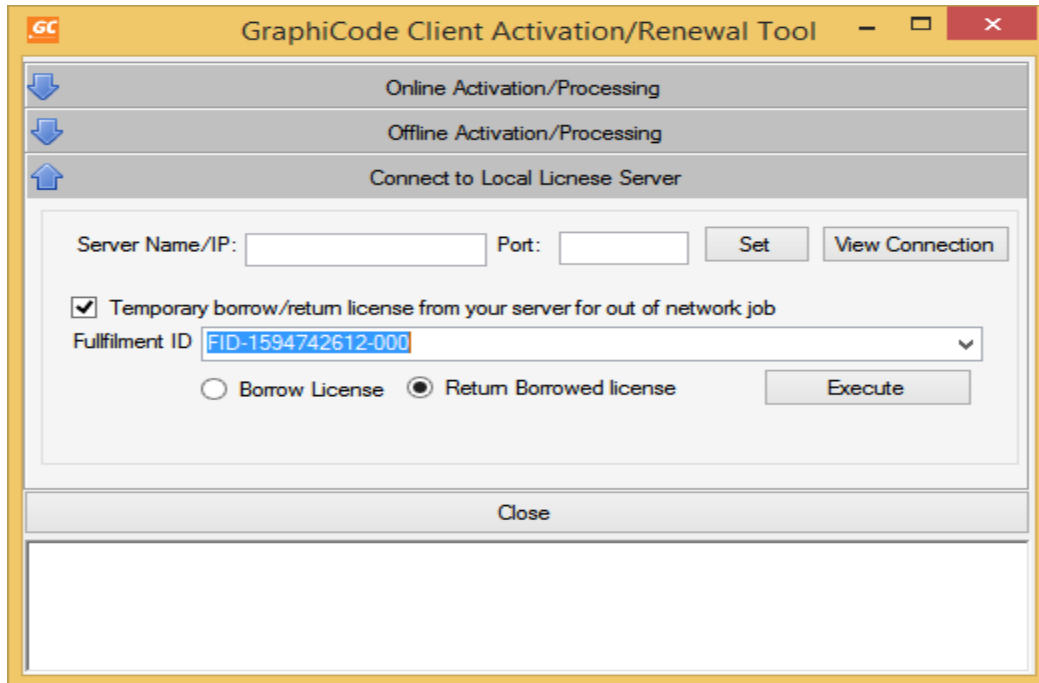 GC GraphiCode Client Activation/Renewal Tool
Online Activation/Processing
Offline Activation/Processing
Connect to Local Licnese Server
Server Name/IP: Port: Set View Connection
Temporary borrow/return license from your server for out of network job
Fullfilment ID FID-1594742612-000
Borrow License Return Borrowed license Execute
Close